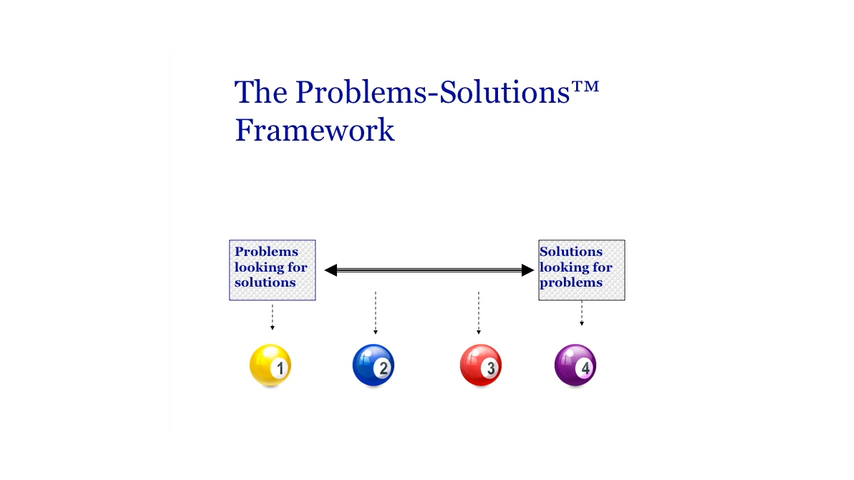 The Problems-Solutions™
Framework
Problems
looking for
solutions
Solutions
looking for
problems
1
2
3
4